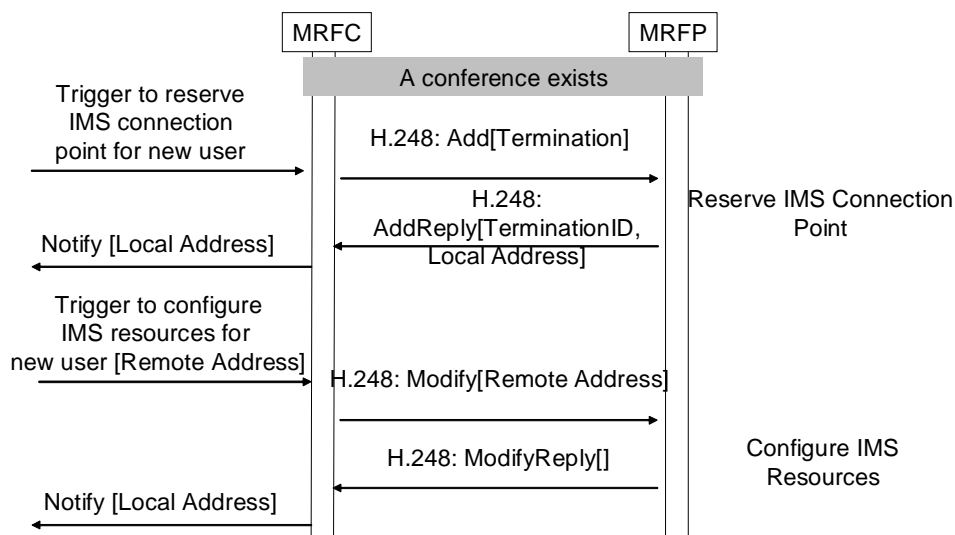 MRFC
MRFP
A conference exists
Trigger to reserve
IMS connection
point for new user
H.248: Add[Termination]
H.248:
AddReply[TerminationID,
Local Address]
Reserve IMS Connection
Point
Notify [Local Address]
Trigger to configure
IMS resources for
new user [Remote Address]
H.248: Modify[Remote Address]
H.248: ModifyReply[]
Configure IMS
Resources
Notify [Local Address]